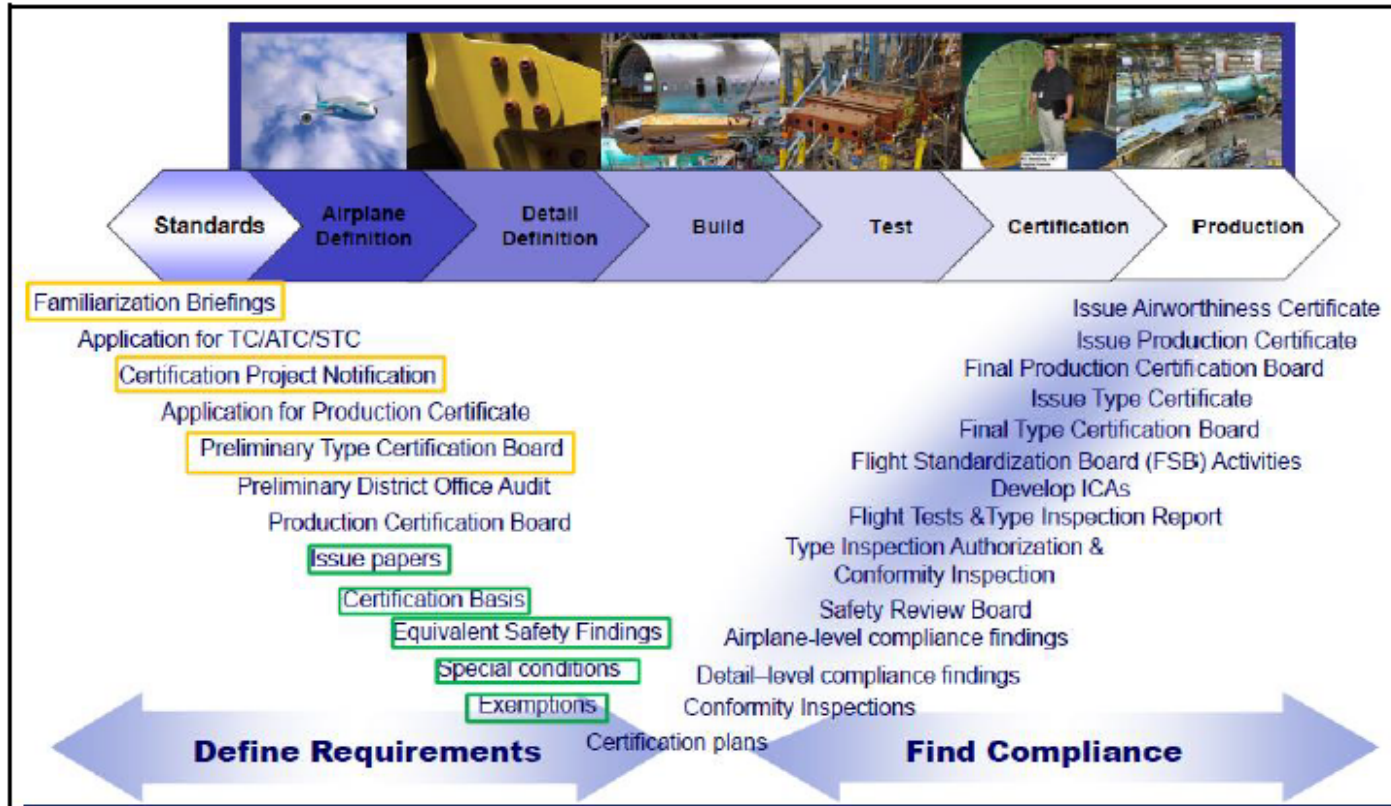 Standards
Airplane
Definition
Detail
Definition
Build
Test
Certification
Production
Familiarization Briefings
Application for TC/ATC/STC
Certification Project Notification
Application for Production Certificate
Preliminary Type Certification Board
Preliminary District Office Audit
Production Certification Board
Issue papers
Certification Basis
Equivalent Safety Findings
Special conditions
Exemptions
Certification plans
Define Requirements
Issue Airworthiness Certificate
Issue Production Certificate
Final Production Certification Board
Issue Type Certificate
Final Type Certification Board
Flight Standardization Board (FSB) Activities
Develop ICAs
Flight Tests &Type Inspection Report
Type Inspection Authorization &
Conformity Inspection
Safety Review Board
Airplane-level compliance findings
Detail–level compliance findings
Conformity Inspections
Find Compliance